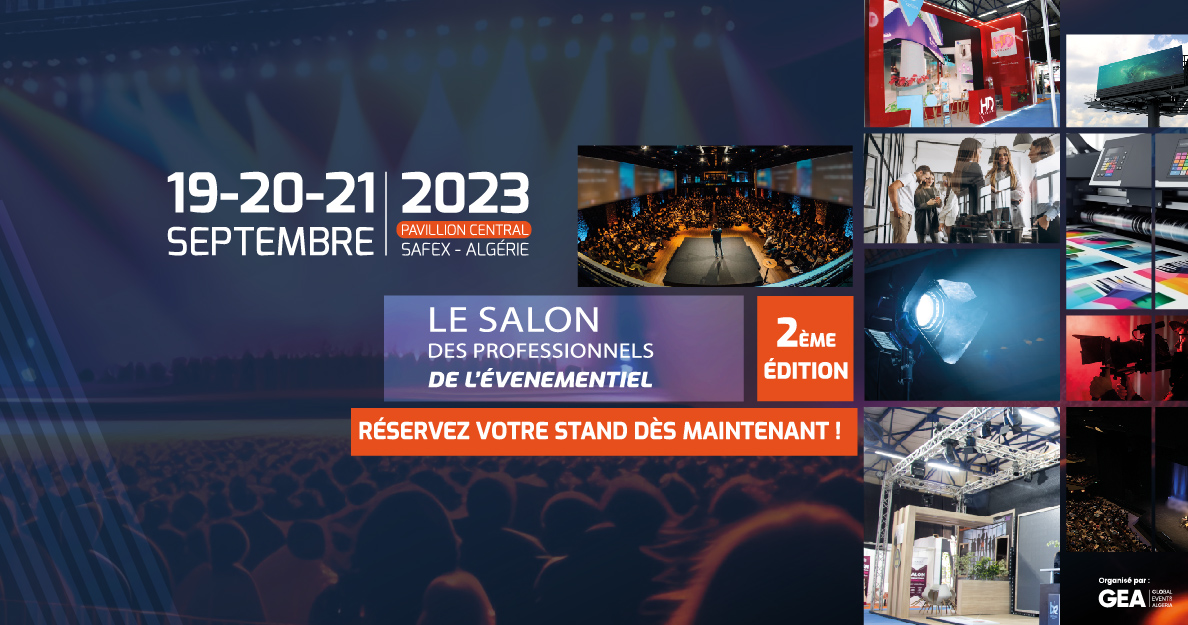 19-20-21
SEPTEMBRE
2023
PAVILLION CENTRAL
SAFEX - ALGÉRIE
LE SALON
DES PROFESSIONNELS
DE L'ÉVENEMENTIEL
2ÈME
ÉDITION
RÉSERVEZ VOTRE STAND DÈS MAINTENANT !
HD
Organisé par :
GEA
GLOBAL
EVENTS
ALGERIA